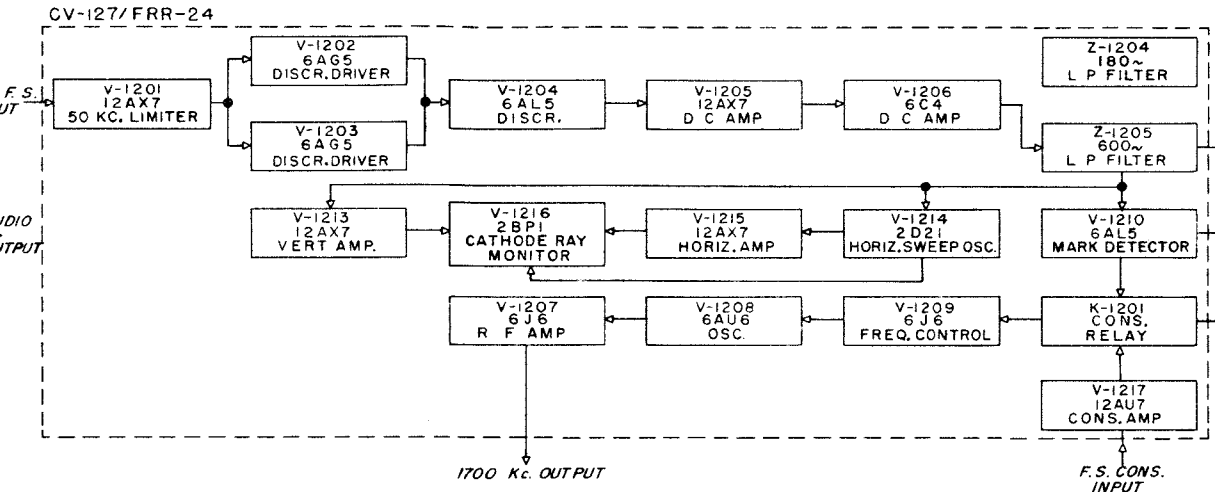 CV-127/FRR-24
V-1202
6AG5
DISCR.DRIVER
Z-1204
180~
L P FILTER
F. S.
UT
V-1201
12AX7
50 KC. LIMITER
V-1204
6AL5
DISCR.
V-1205
12AX7
D C AMP
V-1206
6C4
D C AMP
V-1203
6AG5
DISCR.DRIVER
Z-1205
600~
L P FILTER
UDIO
TPUT
V-1213
12AX7
VERT AMP.
V-1216
2BP1
CATHODE RAY
MONITOR
V-1215
12AX7
HORIZ.AMP
V-1214
2D21
HORIZ.SWEEP OSC.
V-1210
6AL5
MARK DETECTOR
V-1207
6J6
R F AMP
V-1208
6AU6
OSC.
V-1209
6J6
FREQ.CONTROL
K-1201
CONS.
RELAY
V-1217
12AU7
CONS.AMP
1700 Kc. OUTPUT
F.S. CONS.
INPUT